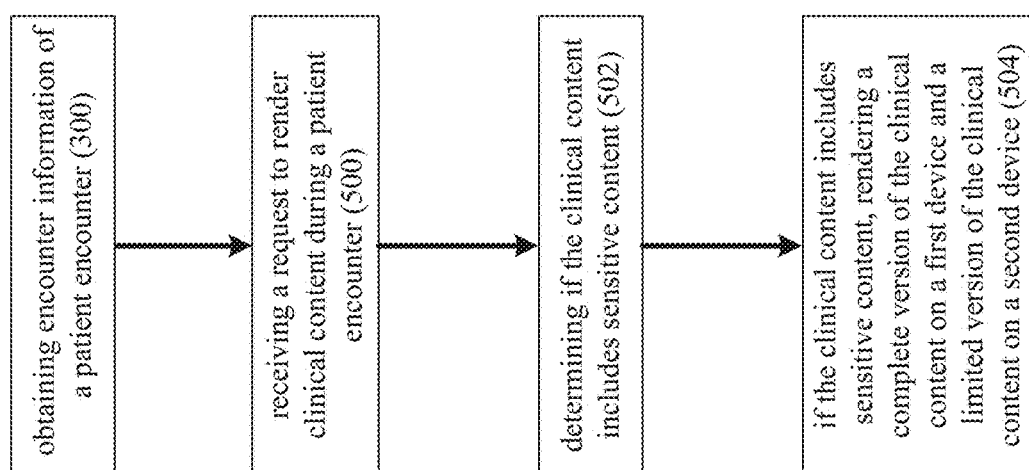 obtaining encounter information of
a patient encounter (300)
receiving a request to render
clinical content during a patient
encounter (500)
determining if the clinical content
includes sensitive content (502)
if the clinical content includes
sensitive content, rendering a
complete version of the clinical
content on a first device and a
limited version of the clinical
content on a second device (504)